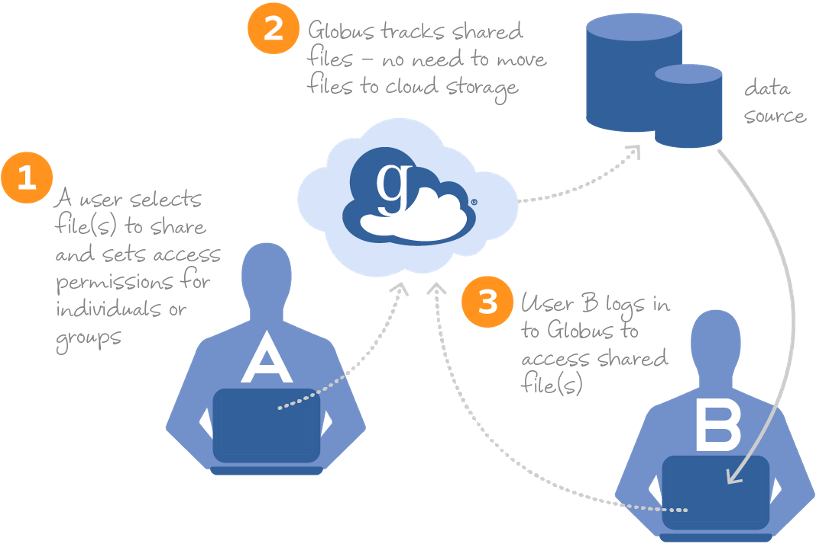 2
Globus tracks shared
files – no need to move
files to cloud storage
data
source
1
A user selects
file(s) to share
and sets access
permissions for
individuals or
groups
g
®
3
User B logs in
to Globus to
access shared
file(s)
A
B